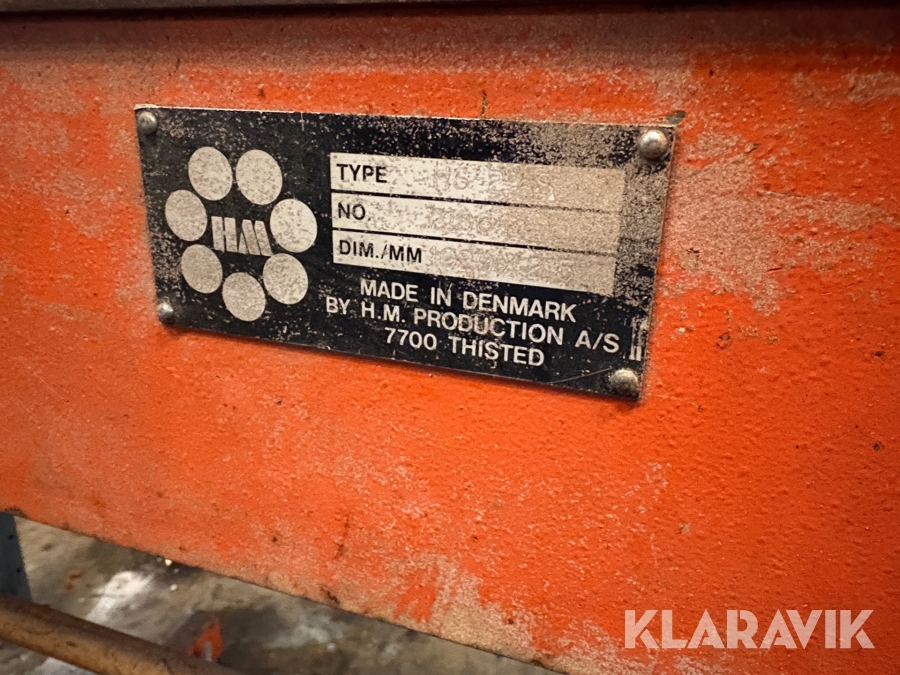 HM
TYPE
NO.
DIM./MM
MADE IN DENMARK
BY H.M. PRODUCTION A/S
7700 THISTED
KLARAVIK